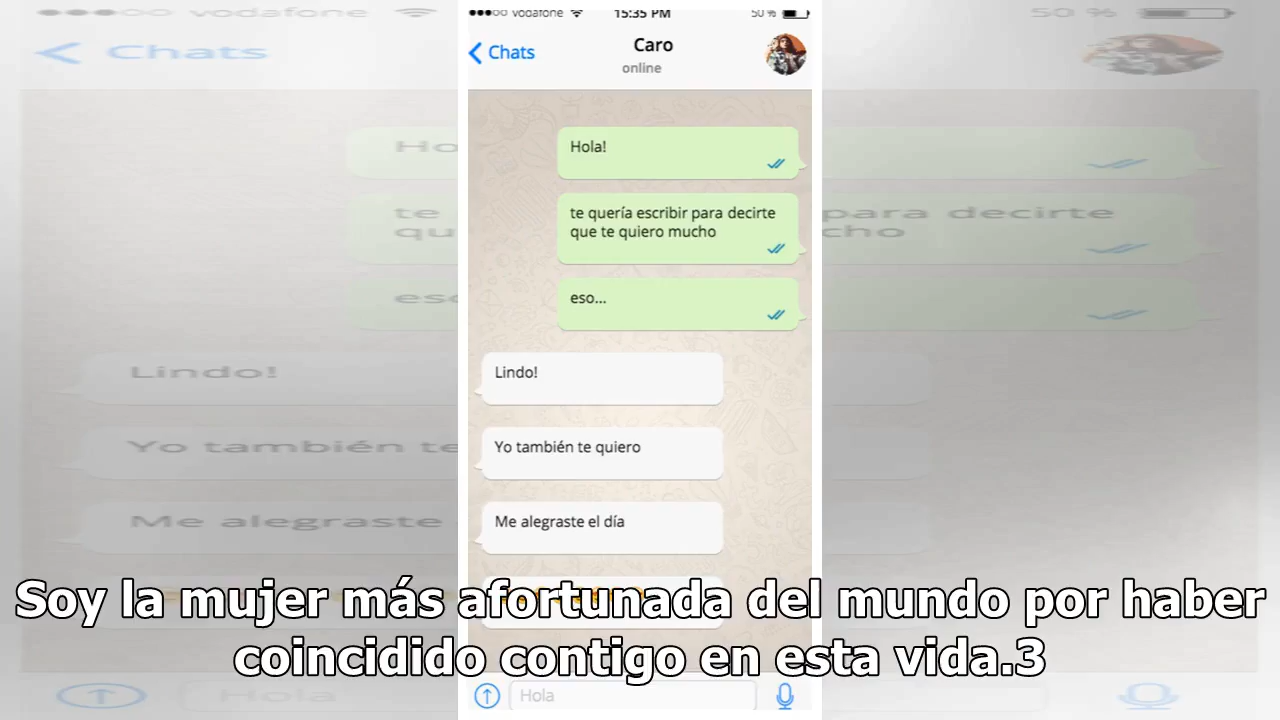 vodafone 15:35 PM 50 %
Chats
Caro
online
Hola!
te quería escribir para decirte
que te quiero mucho
eso...
Lindo!
Yo también te quiero
Me alegraste el día
Soy la mujer más afortunada del mundo por haber
coincidido contigo en esta vida.3
Hola